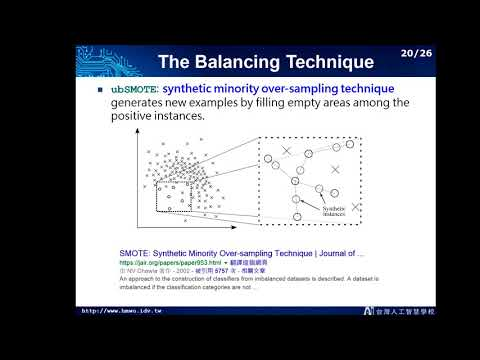 20/26
The Balancing Technique
ubSMOTE: synthetic minority over-sampling technique
generates new examples by filling empty areas among the
positive instances.
Synthetic
instances
SMOTE: Synthetic Minority Over-sampling Technique | Journal of ...
https://jair.org/papers/paper953.html ▾ 翻譯這個網頁
由 NV Chawla 著作 - 2002 - 被引用 5757 次 - 相關文章
An approach to the construction of classifiers from imbalanced datasets is described. A dataset is
imbalanced if the classification categories are not ...
http://www.hmwu.idv.tw
台灣人工智慧學校